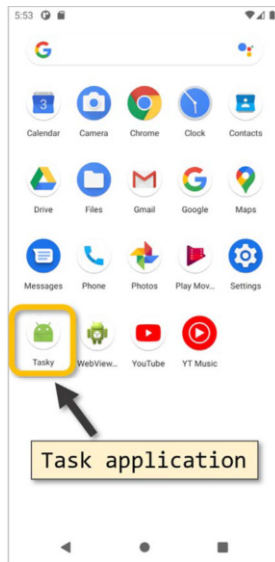 5:53
G
3
Calendar Camera Chrome Clock Contacts
Drive Files Gmail Google Maps
Messages Phone Photos Play Mov... Settings
Tasky WebView... YouTube YT Music
Task application